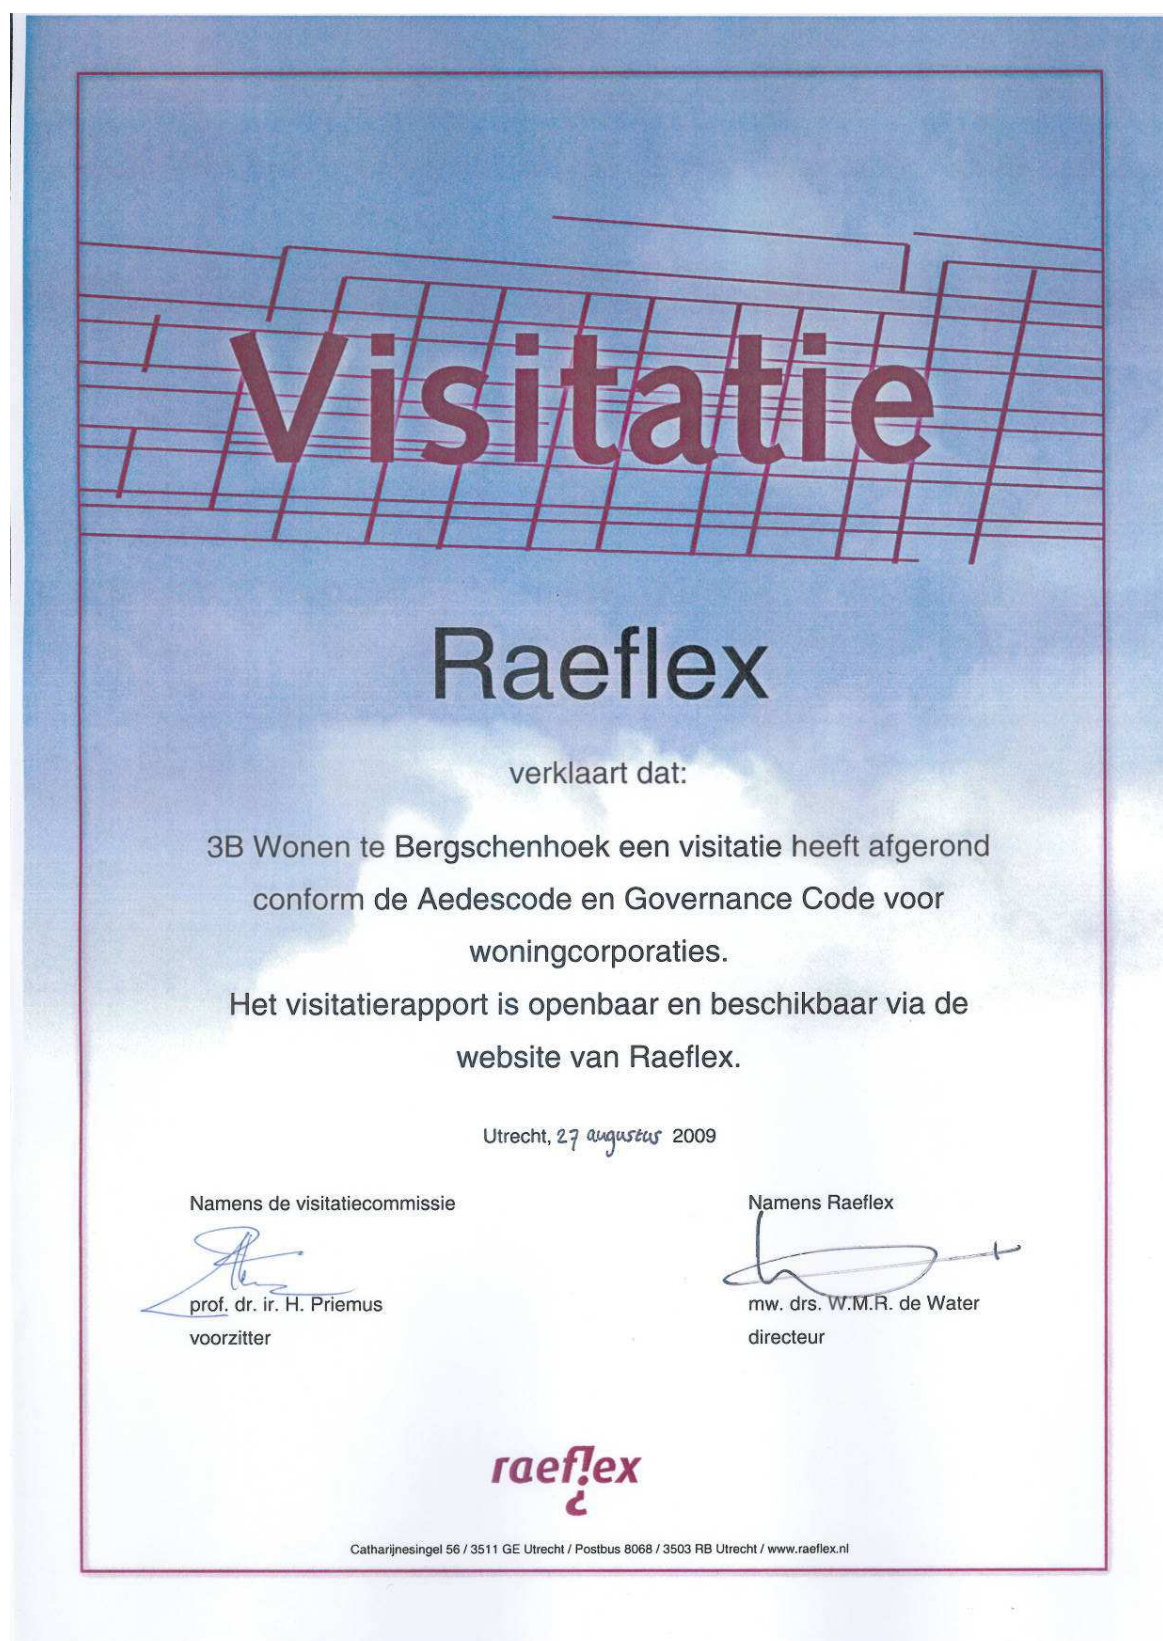 Visitatie
Raeflex
verklaart dat:
3B Wonen te Bergschenhoek een visitatie heeft afgerond
conform de Aedescode en Governance Code voor
woningcorporaties.
Het visitatierapport is openbaar en beschikbaar via de
website van Raeflex.
Utrecht, 27 augustus 2009
Namens de visitatiecommissie
Namens Raeflex
prof. dr. ir. H. Priemus
mw. drs. W.M.R. de Water
voorzitter
directeur
raeflex
Catharijnesingel 56 / 3511 GE Utrecht / Postbus 8068 / 3503 RB Utrecht / www.raeflex.nl